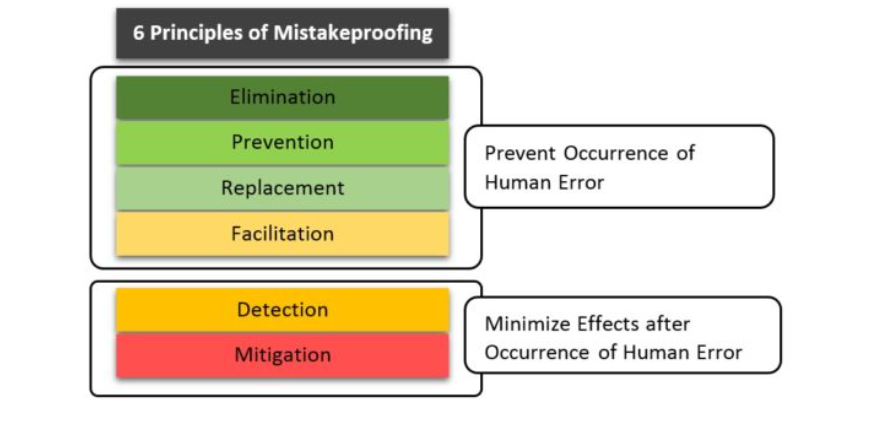 6 Principles of Mistakeproofing
Elimination
Prevention
Replacement
Facilitation
Prevent Occurrence of
Human Error
Detection
Mitigation
Minimize Effects after
Occurrence of Human Error